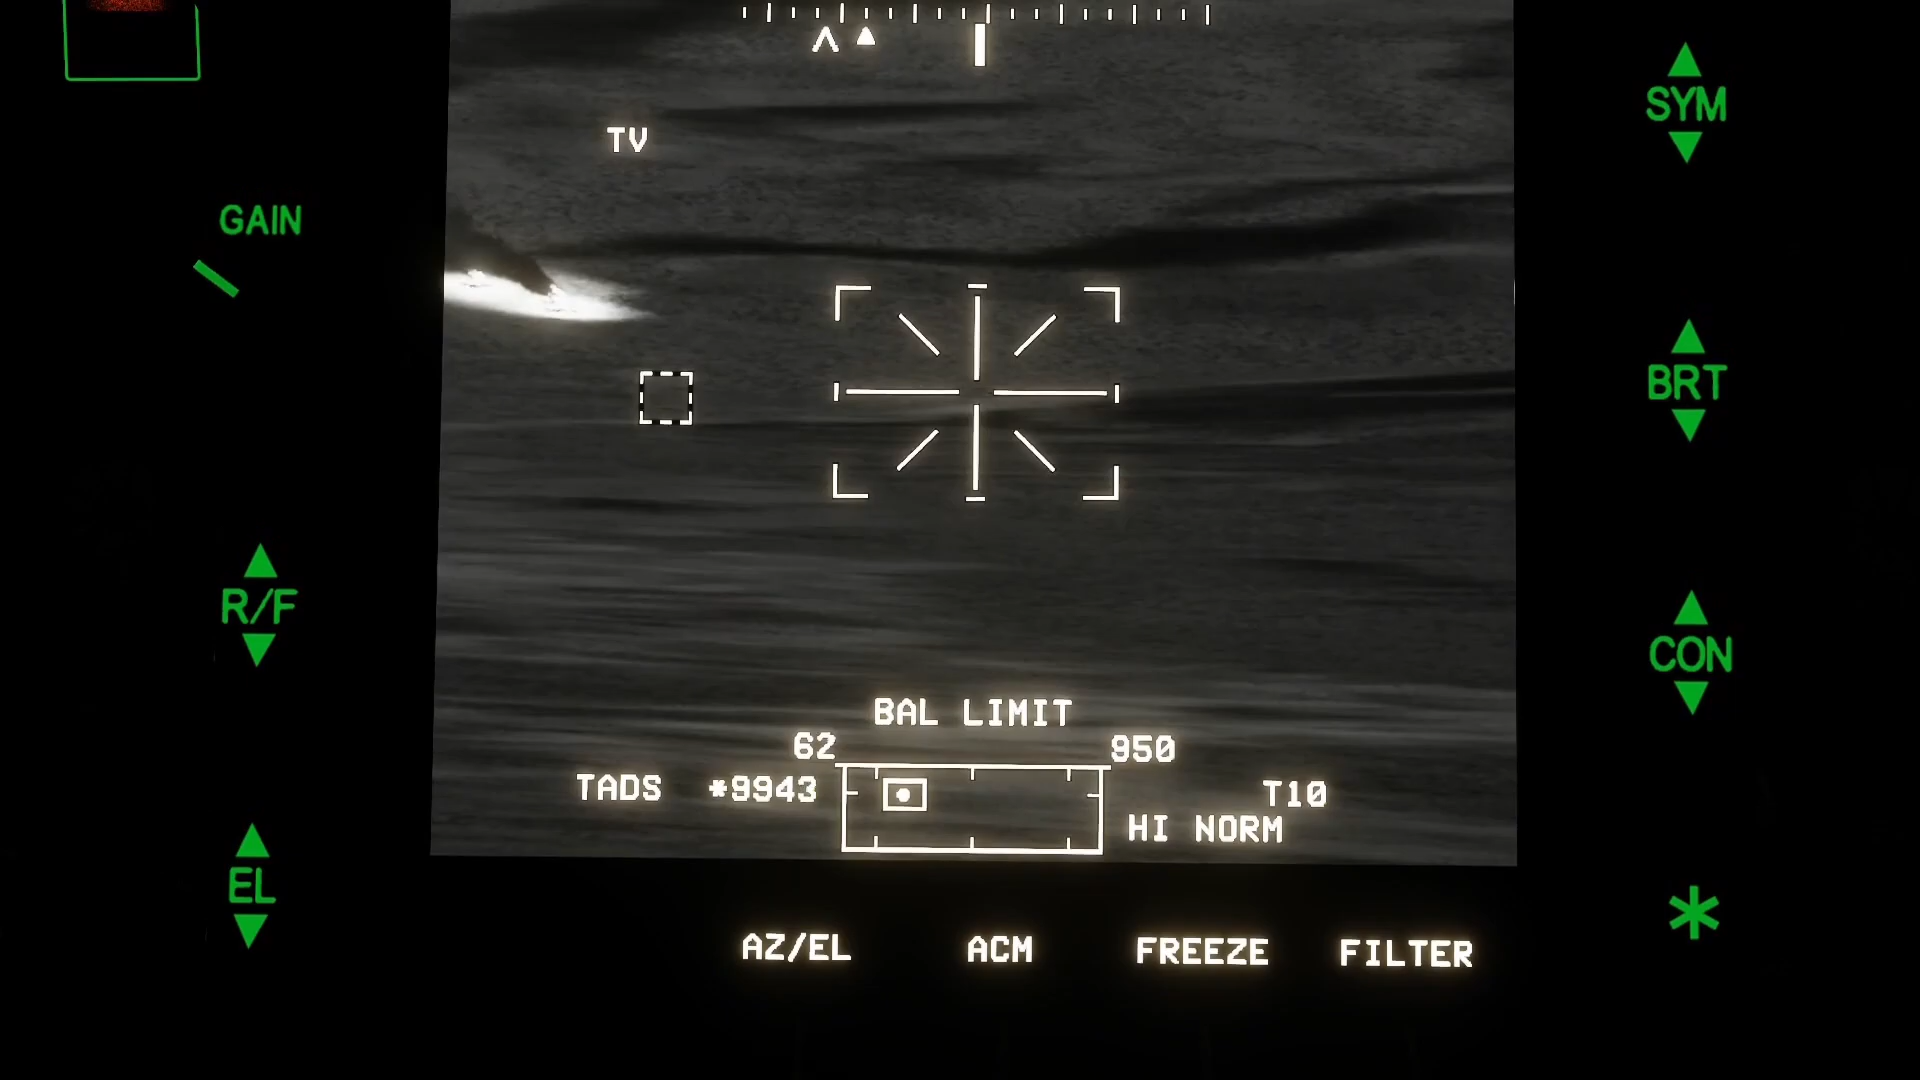 SYM
TV
GAIN
BRT
R/F
CON
BAL LIMIT
62 950
TADS *9943 T10
HI NORM
EL
*
AZ/EL ACM FREEZE FILTER